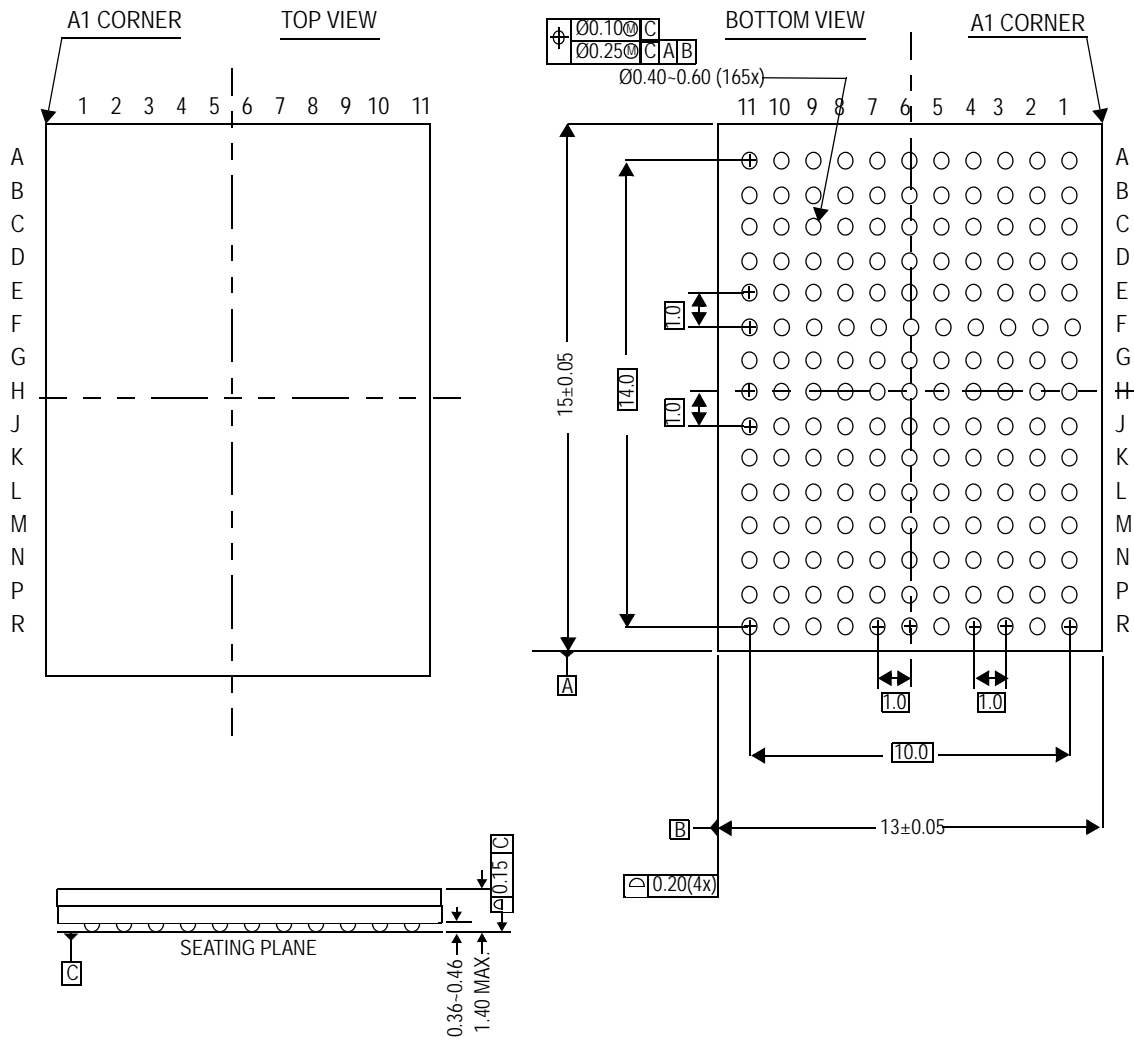 A1 CORNER
TOP VIEW
1 2 3 4 5 6 7 8 9 10 11
A
B
C
D
E
F
G
H
J
K
L
M
N
P
R
Ø0.10Ⓜ C
Ø0.25Ⓜ C A B
BOTTOM VIEW
A1 CORNER
Ø0.40~0.60 (165x)
11 10 9 8 7 6 5 4 3 2 1
A
B
C
D
E
F
G
H
J
K
L
M
N
P
R
1.0
1.0
14.0
15±0.05
A
1.0
1.0
10.0
B
13±0.05
0.20(4x)
0.15 C
SEATING PLANE
C
0.36~0.46
1.40 MAX.